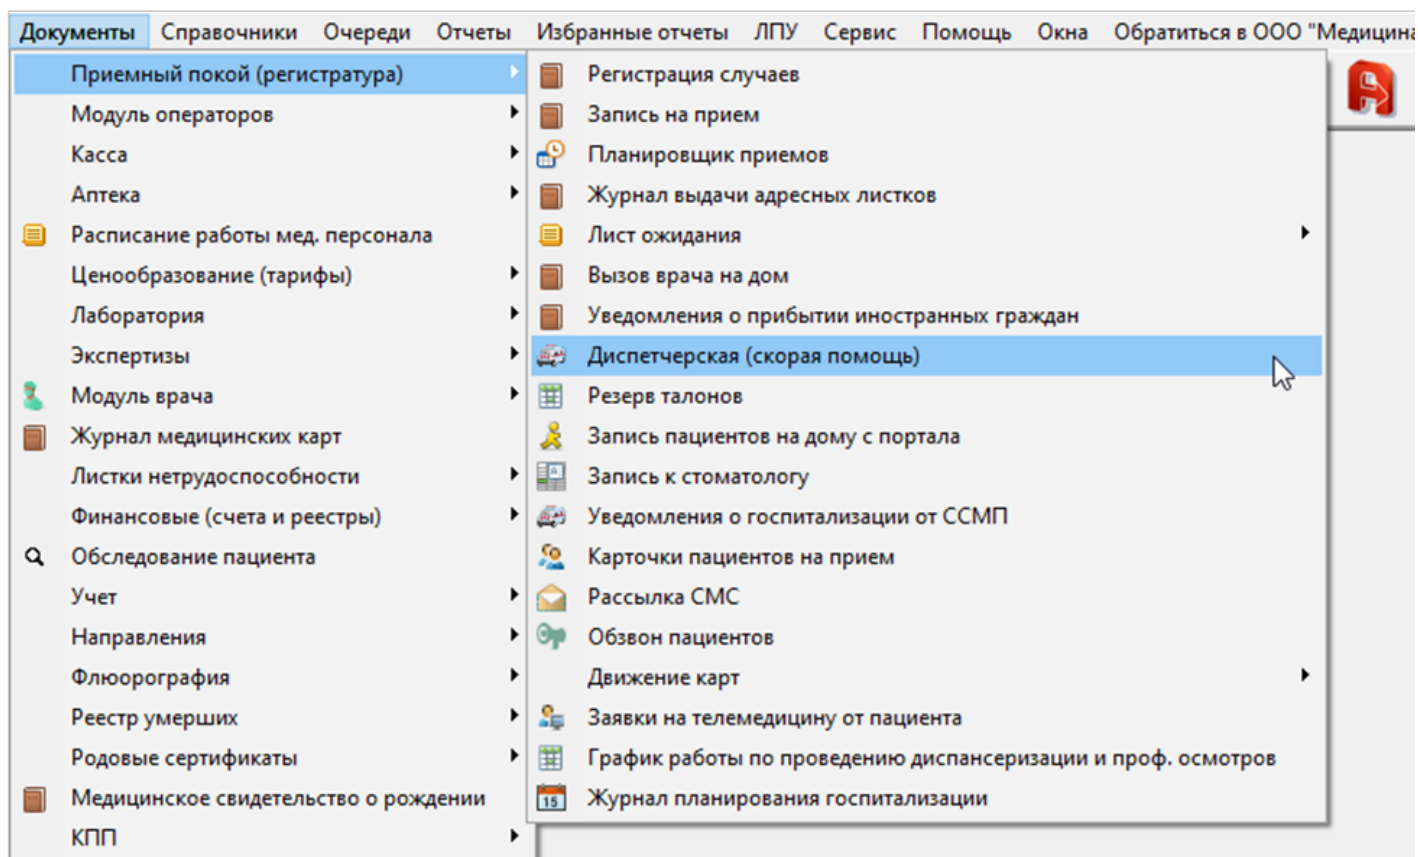 Документы Справочники Очереди Отчеты Избранные отчеты ЛПУ Сервис Помощь Окна Обратиться в ООО "Медицина
Приемный покой (регистратура)
Модуль операторов
Касса
Аптека
Расписание работы мед. персонала
Ценообразование (тарифы)
Лаборатория
Экспертизы
Модуль врача
Журнал медицинских карт
Листки нетрудоспособности
Финансовые (счета и реестры)
Обследование пациента
Учет
Направления
Флюорография
Реестр умерших
Родовые сертификаты
Медицинское свидетельство о рождении
КПП
Регистрация случаев
Запись на прием
Планировщик приемов
Журнал выдачи адресных листков
Лист ожидания
Вызов врача на дом
Уведомления о прибытии иностранных граждан
Диспетчерская (скорая помощь)
Резерв талонов
Запись пациентов на дому с портала
Запись к стоматологу
Уведомления о госпитализации от ССМП
Карточки пациентов на прием
Рассылка СМС
Обзвон пациентов
Движение карт
Заявки на телемедицину от пациента
График работы по проведению диспансеризации и проф. осмотров
15
Журнал планирования госпитализации